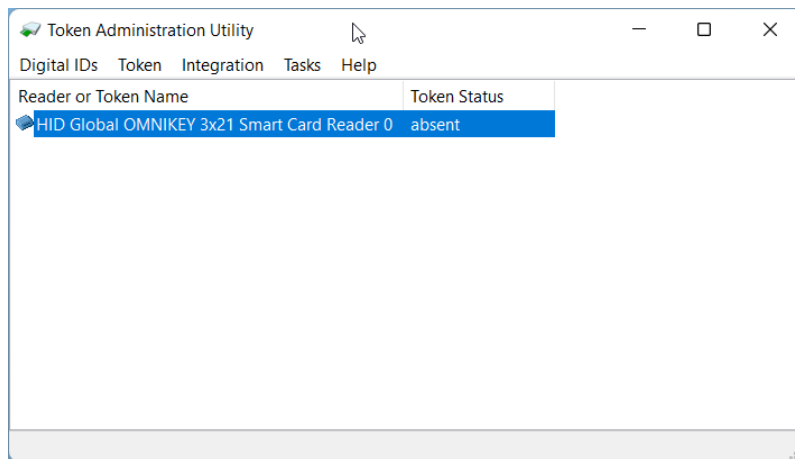 Token Administration Utility
Digital IDs Token Integration Tasks Help
Reader or Token Name Token Status
HID Global OMNIKEY 3x21 Smart Card Reader 0 absent